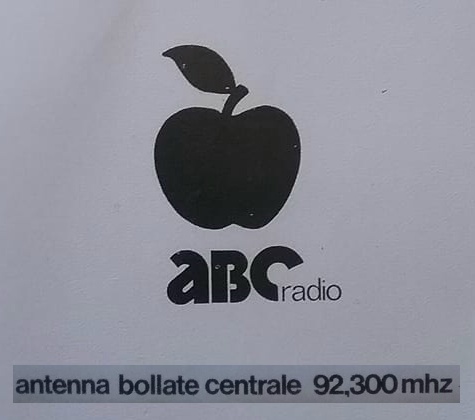 aBC radio
antenna bollate centrale 92,300 mhz